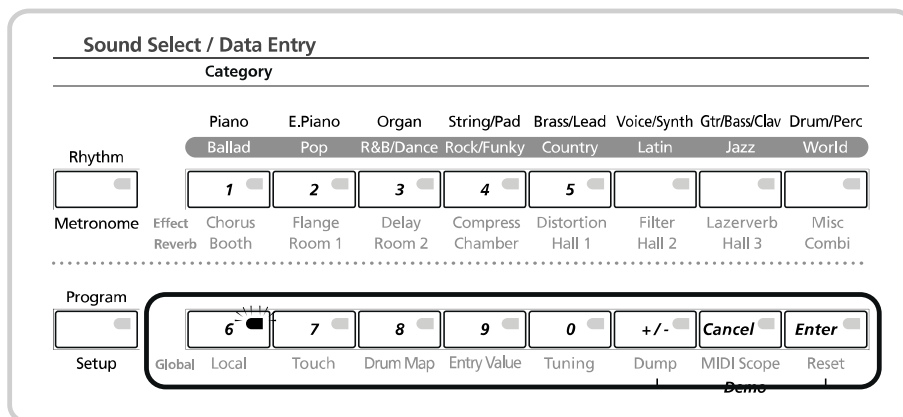 Sound Select / Data Entry
Category
Piano E.Piano Organ String/Pad Brass/Lead Voice/Synth Gtr/Bass/Clav Drum/Perc
Rhythm Ballad Pop R&B/Dance Rock/Funky Country Latin Jazz World
1 2 3 4 5
Metronome Effect Chorus Flange Delay Compress Distortion Filter Lazerverb Misc
Reverb Booth Room 1 Room 2 Chamber Hall 1 Hall 2 Hall 3 Combi
Program
6 7 8 9 0 +/- Cancel Enter
Setup Global Local Touch Drum Map Entry Value Tuning Dump MIDI Scope Reset
Demo